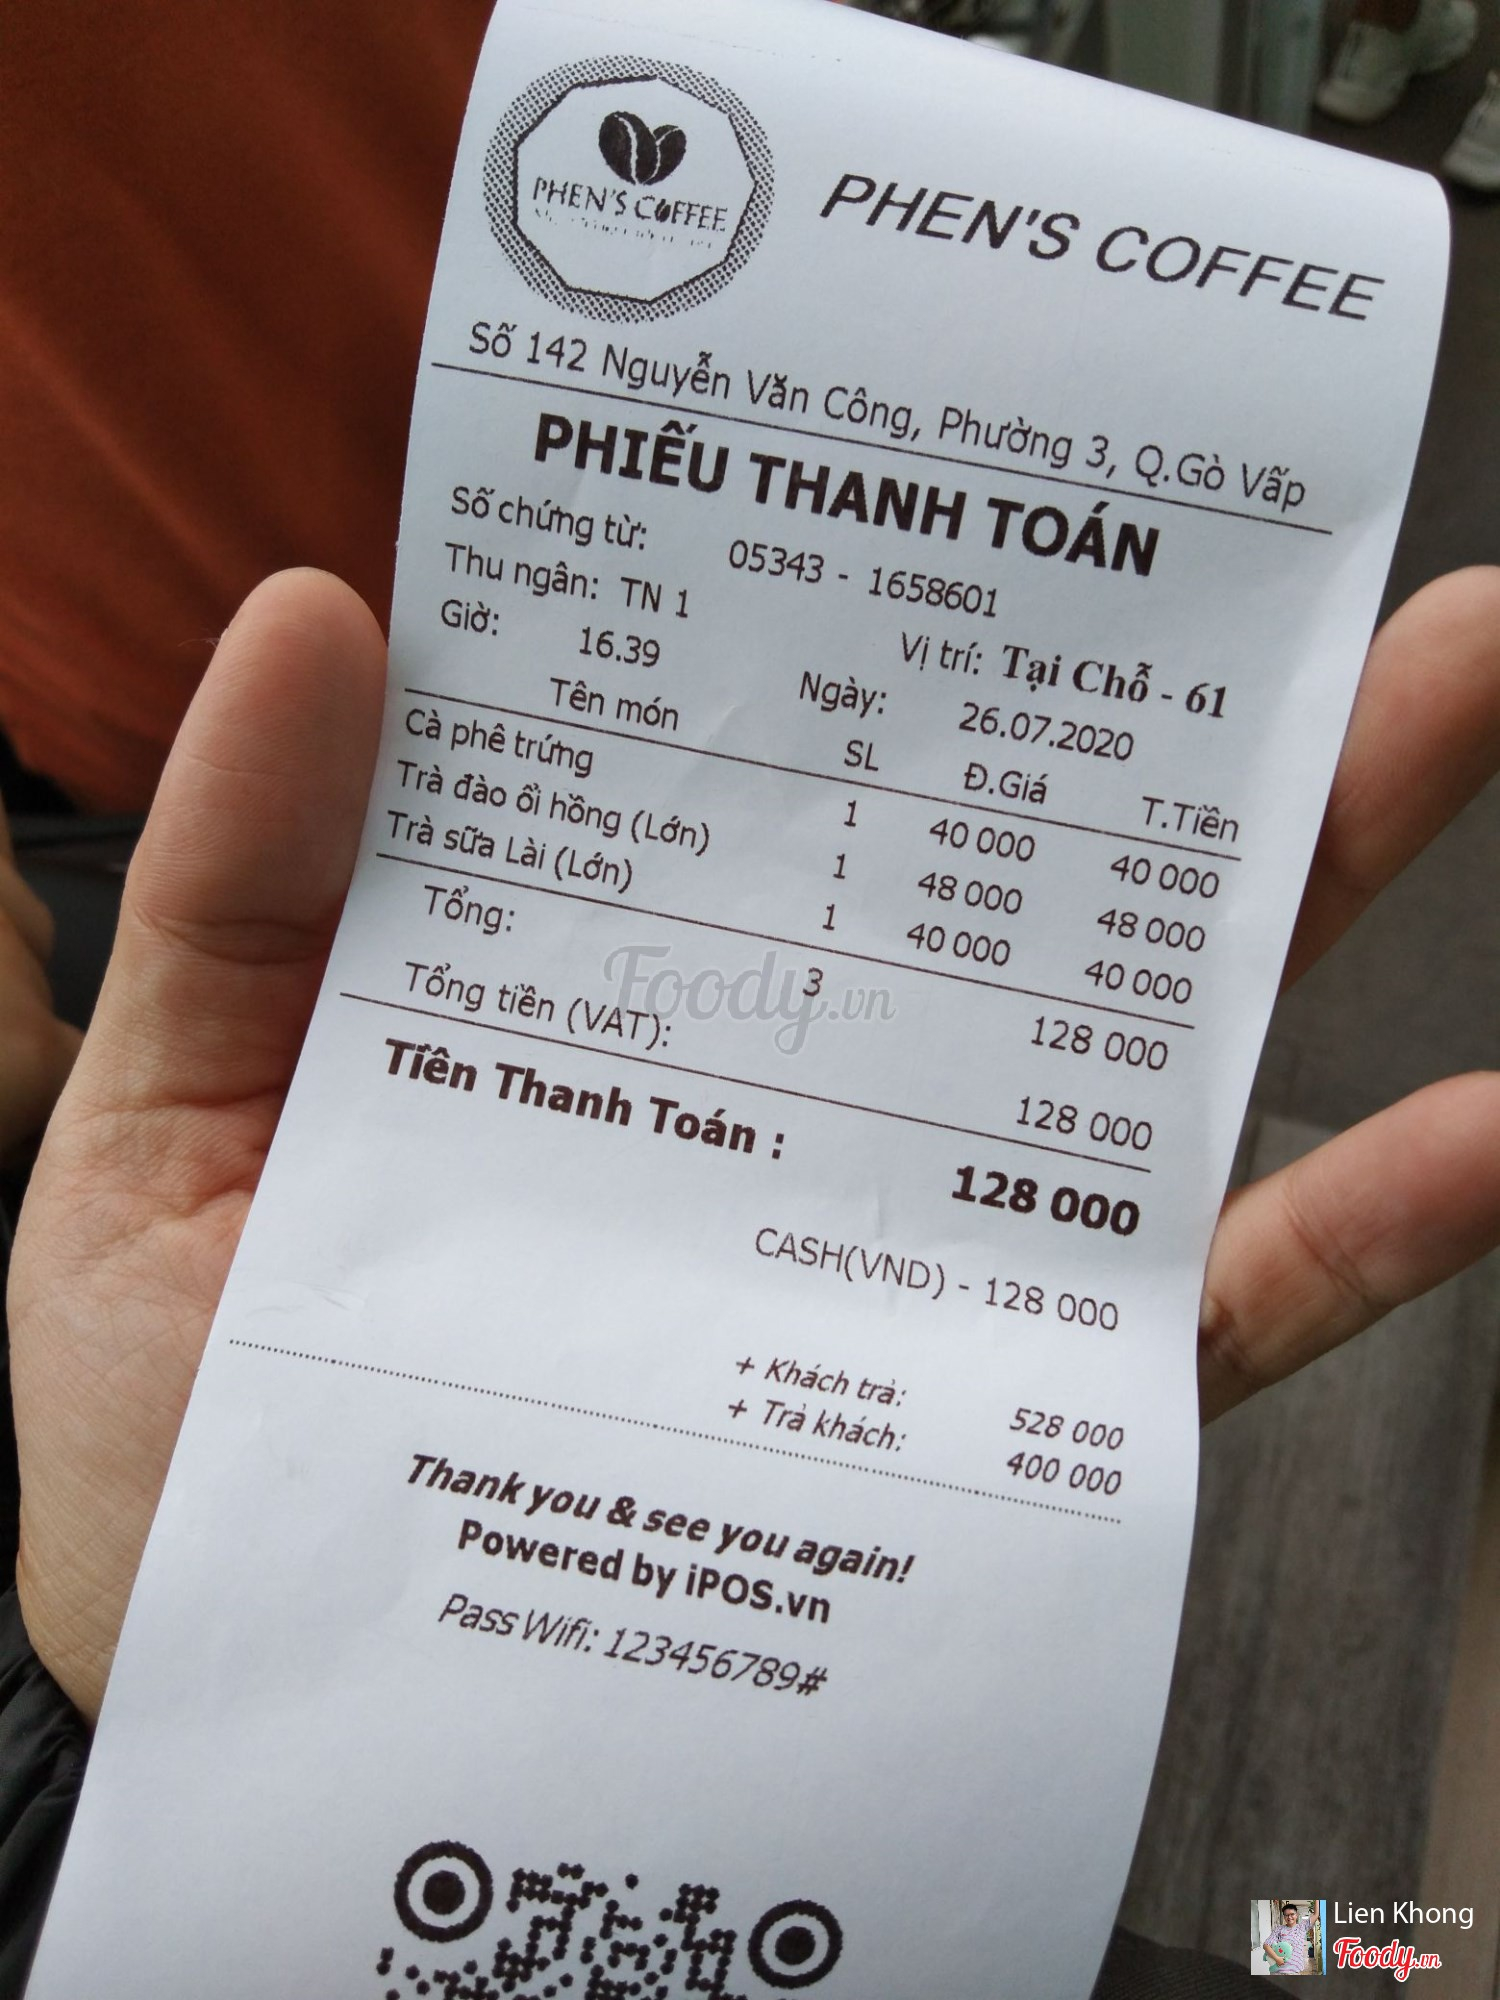 PHEN'S COFFEE
PHEN'S COFFEE
Số 142 Nguyễn Văn Công, Phường 3, Q.Gò Vấp
PHIẾU THANH TOÁN
Số chứng từ: 05343 - 1658601
Thu ngân: TN 1 Vị trí: Tại Chỗ - 61
Giờ: 16.39 Ngày: 26.07.2020
Tên món SL Đ.Giá T.Tiền
Cà phê trứng 1 40 000 40 000
Trà đào ổi hồng (Lớn) 1 48 000 48 000
Trà sữa Lài (Lớn) 1 40 000 40 000
Tổng: 3 128 000
Tổng tiền (VAT): 128 000
Tiền Thanh Toán : 128 000
CASH(VND) - 128 000
+ Khách trả: 528 000
+ Trả khách: 400 000
Thank you & see you again!
Powered by iPOS.vn
Pass Wifi: 123456789#
Foody.vn
Lien Khong
Foody.vn